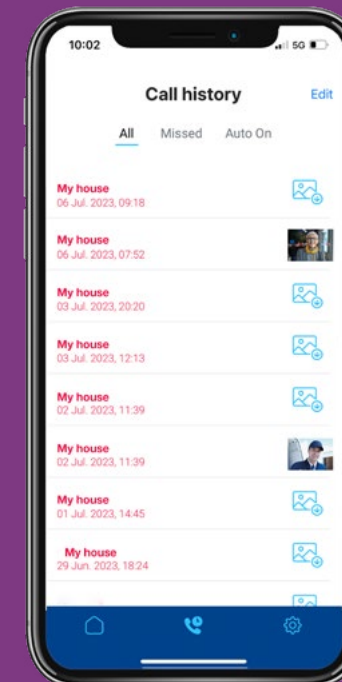 10:02
5G
Call history
Edit
All Missed Auto On
My house
06 Jul. 2023, 09:18
My house
06 Jul. 2023, 07:52
My house
03 Jul. 2023, 20:20
My house
03 Jul. 2023, 12:13
My house
02 Jul. 2023, 11:39
My house
02 Jul. 2023, 11:39
My house
01 Jul. 2023, 14:45
My house
29 Jun. 2023, 18:24